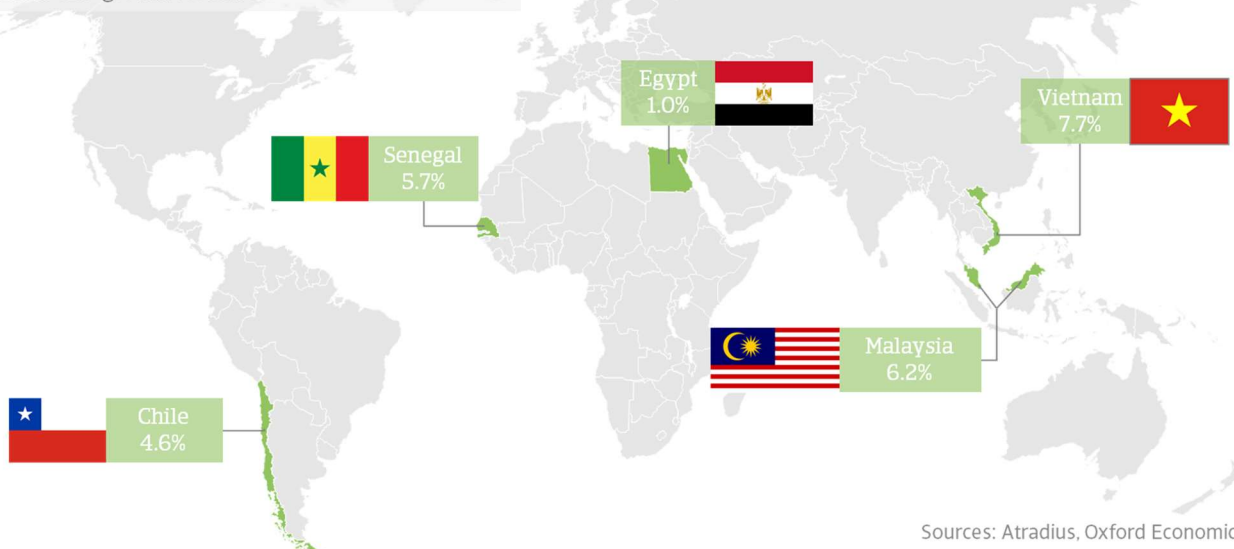 Egypt
1.0%
Vietnam
7.7%
Senegal
5.7%
Malaysia
6.2%
Chile
4.6%
Sources: Atradius, Oxford Economic